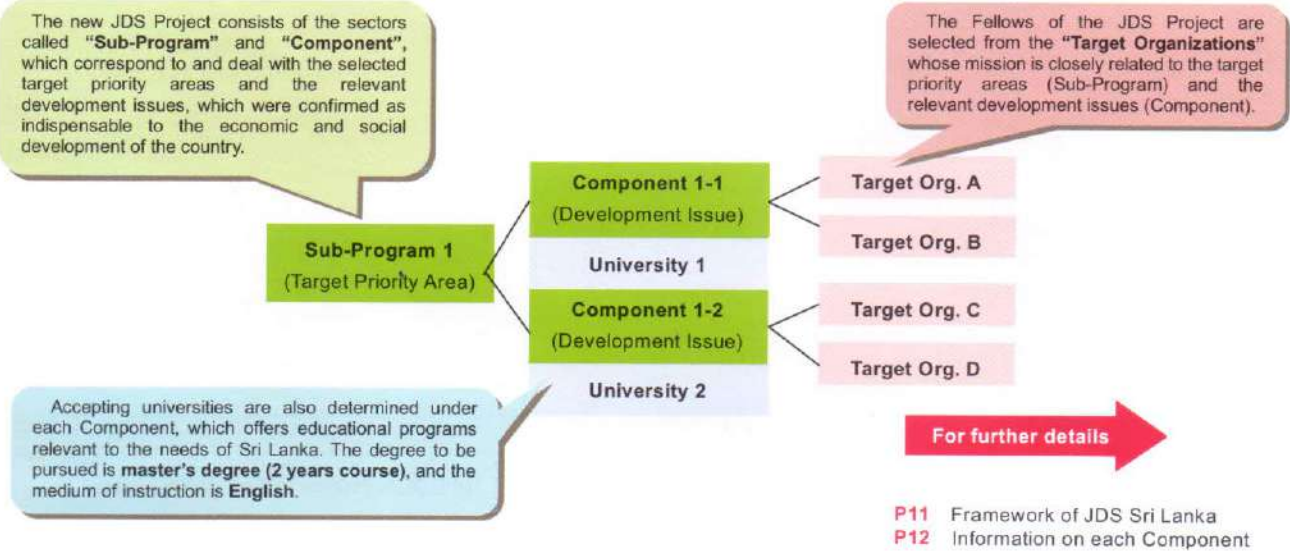 The new JDS Project consists of the sectors
called "Sub-Program" and "Component",
which correspond to and deal with the selected
target priority areas and the relevant
development issues, which were confirmed as
indispensable to the economic and social
development of the country.
The Fellows of the JDS Project are
selected from the "Target Organizations"
whose mission is closely related to the target
priority areas (Sub-Program) and the
relevant development issues (Component).
Sub-Program 1
(Target Priority Area)
Component 1-1
(Development Issue)
University 1
Component 1-2
(Development Issue)
University 2
Target Org. A
Target Org. B
Target Org. C
Target Org. D
Accepting universities are also determined under
each Component, which offers educational programs
relevant to the needs of Sri Lanka. The degree to be
pursued is master's degree (2 years course), and the
medium of instruction is English.
For further details
P11 Framework of JDS Sri Lanka
P12 Information on each Component